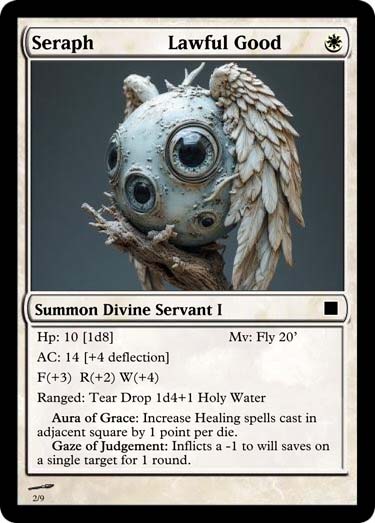 Seraph Lawful Good
Summon Divine Servant I
Hp: 10 [1d8] Mv: Fly 20’
AC: 14 [+4 deflection]
F(+3) R(+2) W(+4)
Ranged: Tear Drop 1d4+1 Holy Water
Aura of Grace: Increase Healing spells cast in
adjacent square by 1 point per die.
Gaze of Judgement: Inflicts a -1 to will saves on
a single target for 1 round.
2/9